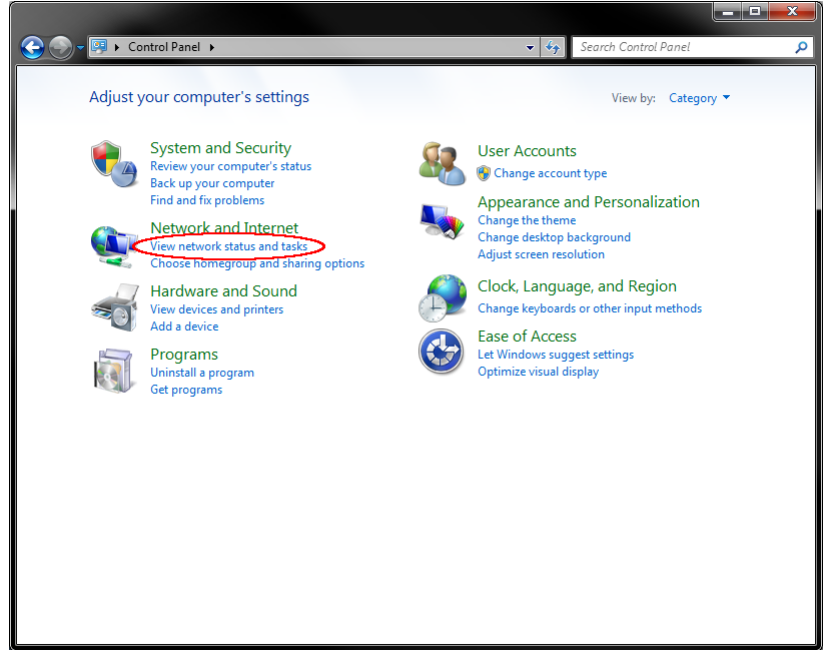 Control Panel
Search Control Panel
Adjust your computer's settings
View by: Category
System and Security
Review your computer's status
Back up your computer
Find and fix problems
Network and Internet
View network status and tasks
Choose homegroup and sharing options
Hardware and Sound
View devices and printers
Add a device
Programs
Uninstall a program
Get programs
User Accounts
Change account type
Appearance and Personalization
Change the theme
Change desktop background
Adjust screen resolution
Clock, Language, and Region
Change keyboards or other input methods
Ease of Access
Let Windows suggest settings
Optimize visual display